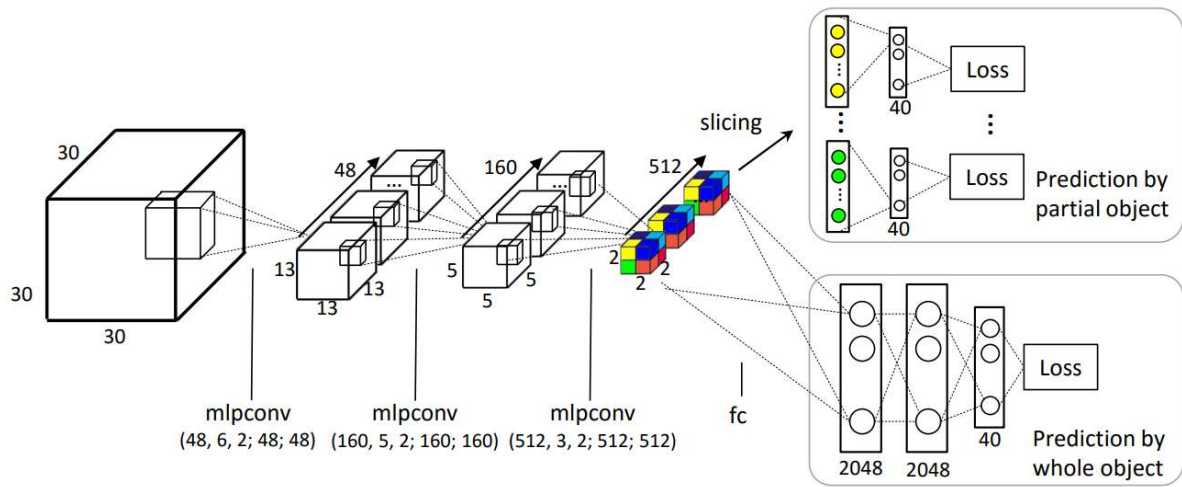 30
30
30
48
13
13
13
mlpconv
(48, 6, 2; 48; 48)
160
5
5
5
mlpconv
(160, 5, 2; 160; 160)
512
2
2
2
mlpconv
(512, 3, 2; 512; 512)
slicing
fc
40
Loss
40
Loss
Prediction by
partial object
2048
2048
40
Loss
Prediction by
whole object